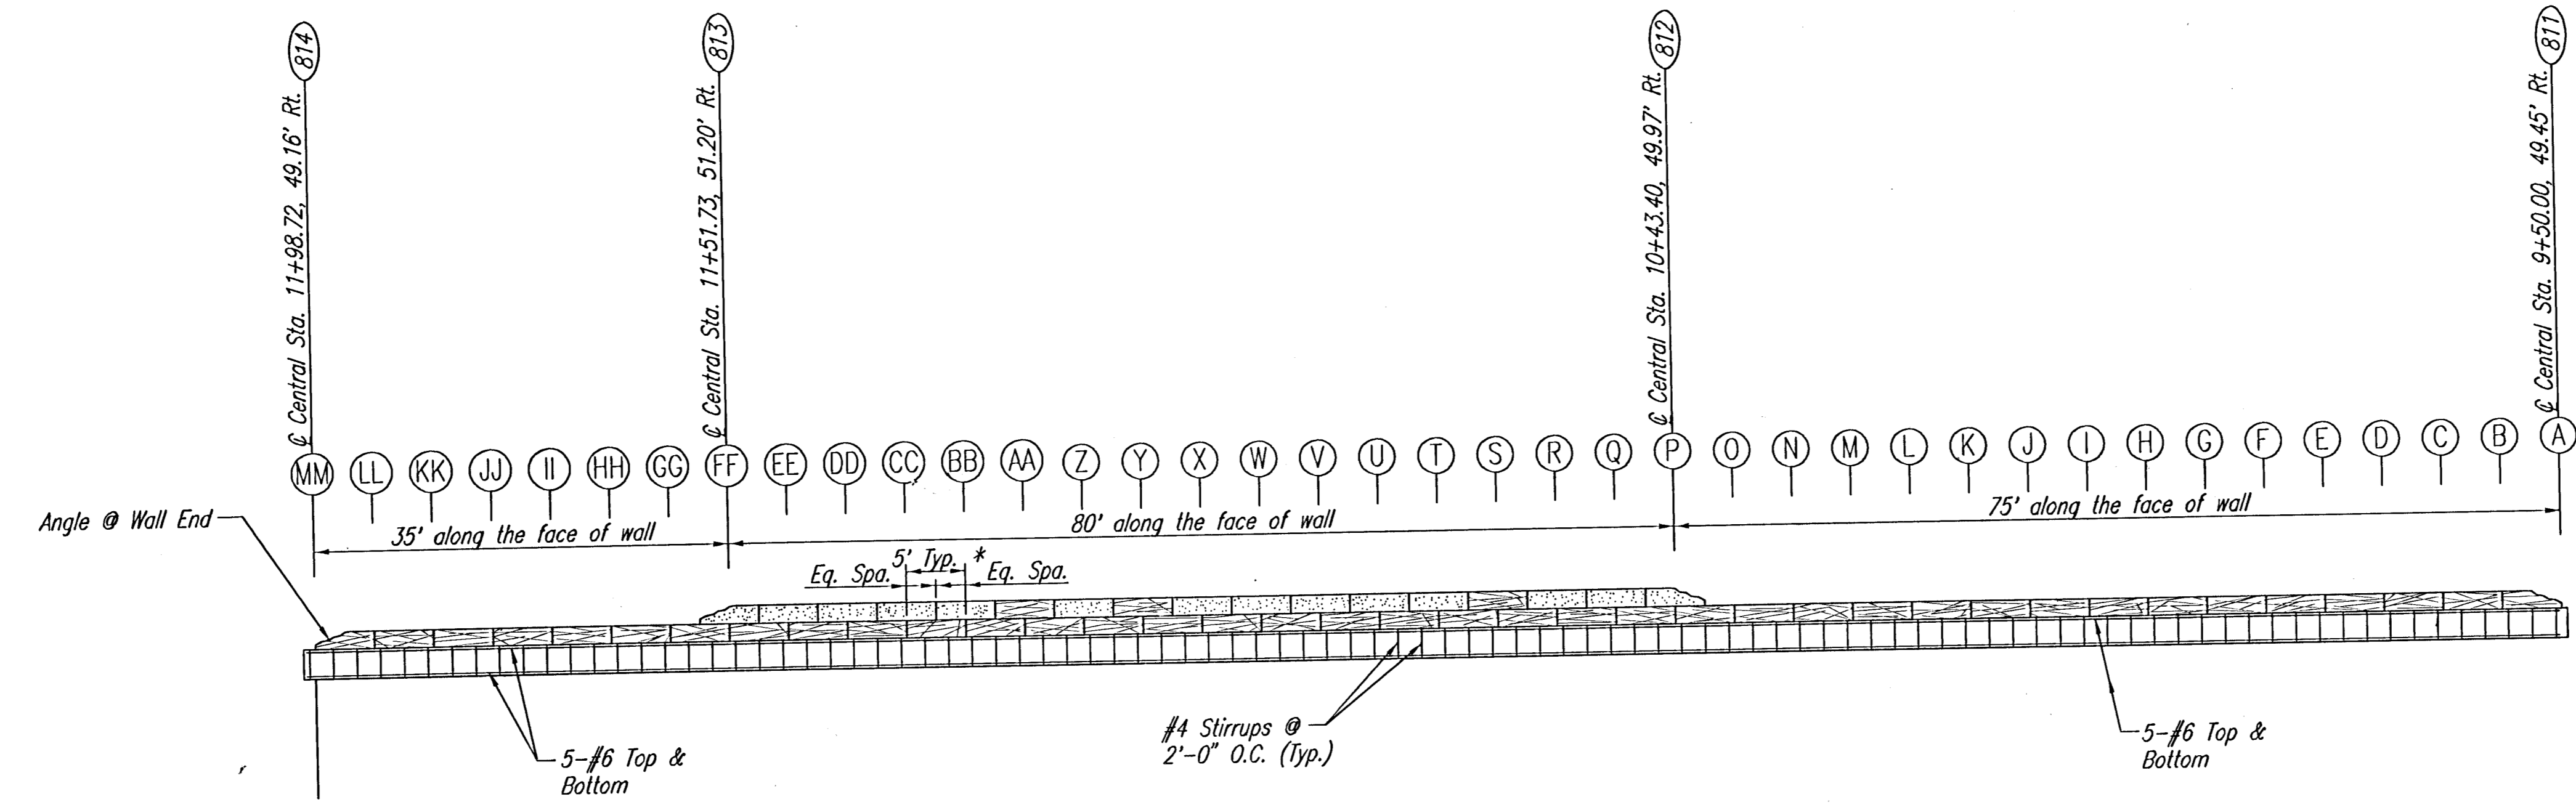 814
813
812
811
℄ Central Sta. 11+98.72, 49.16' Rt.
℄ Central Sta. 11+51.73, 51.20' Rt.
℄ Central Sta. 10+43.40, 49.97' Rt.
℄ Central Sta. 9+50.00, 49.45' Rt.
MM LL KK JJ II HH GG FF EE DD CC BB AA Z Y X W V U T S R Q P O N M L K J I H G F E D C B A
Angle @ Wall End
35' along the face of wall
80' along the face of wall
75' along the face of wall
5' Typ. *
Eq. Spa.
Eq. Spa.
#4 Stirrups @
2'-0" O.C. (Typ.)
5-#6 Top &
Bottom
5-#6 Top &
Bottom